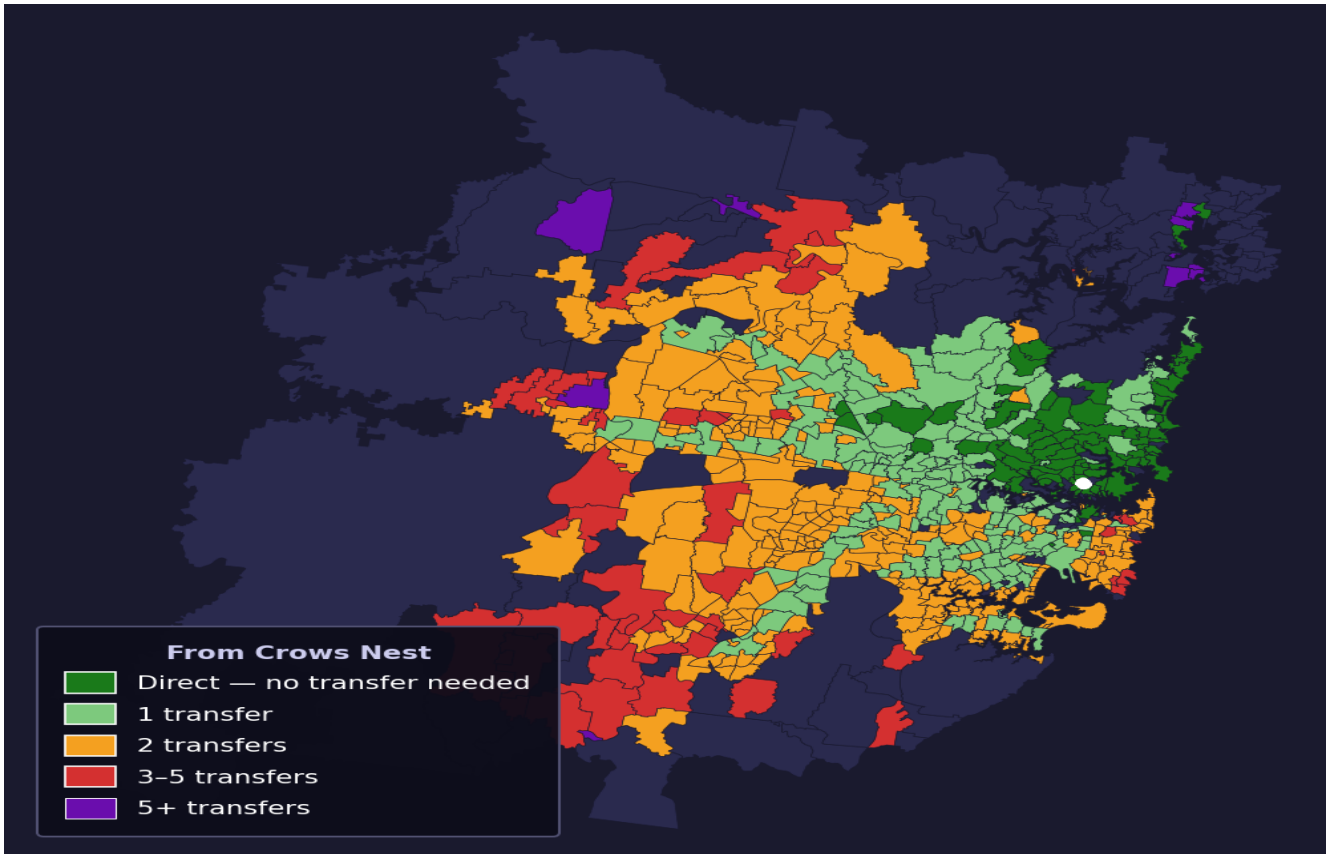 From Crows Nest
Direct — no transfer needed
1 transfer
2 transfers
3–5 transfers
5+ transfers